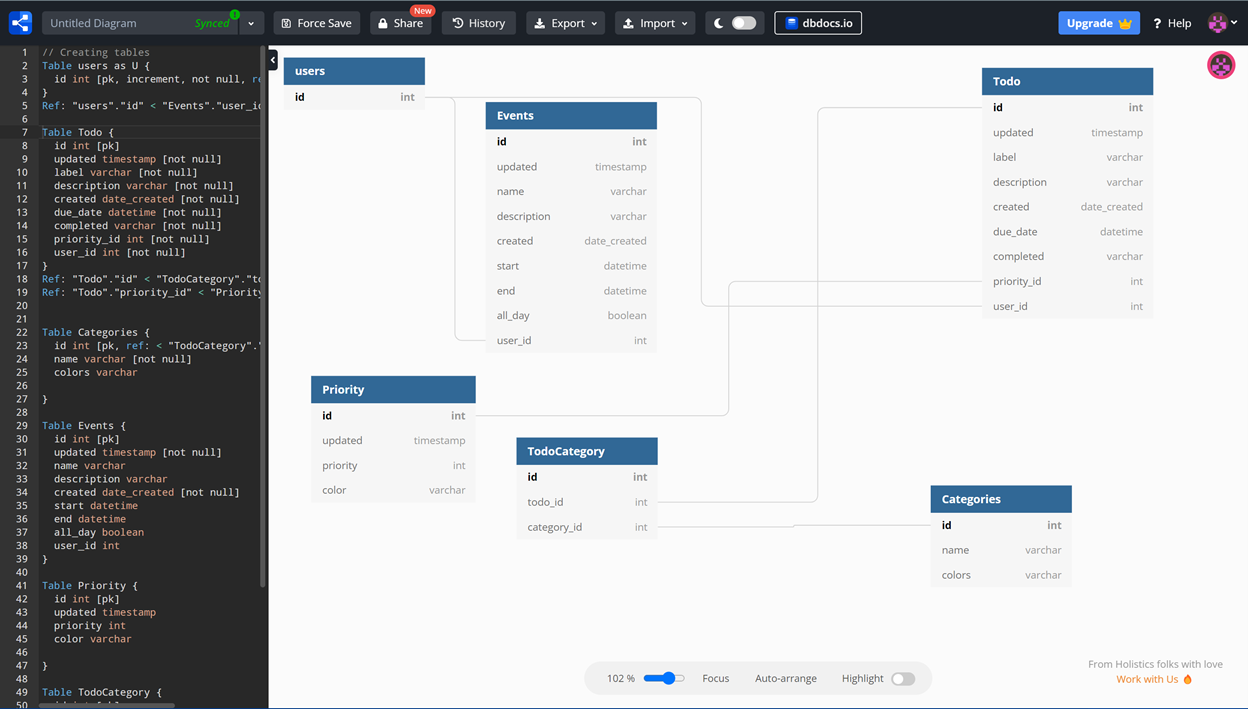 Untitled Diagram
Synced
!
Force Save
Share
New
History
Export
Import
dbdocs.io
Upgrade
? Help
1 // Creating tables
2 Table users as U {
3 id int [pk, increment, not null, re
4 }
5 Ref: "users"."id" < "Events"."user_id
6
7 Table Todo {
8 id int [pk]
9 updated timestamp [not null]
10 label varchar [not null]
11 description varchar [not null]
12 created date_created [not null]
13 due_date datetime [not null]
14 completed varchar [not null]
15 priority_id int [not null]
16 user_id int [not null]
17 }
18 Ref: "Todo"."id" < "TodoCategory"."to
19 Ref: "Todo"."priority_id" < "Priority
20
21
22 Table Categories {
23 id int [pk, ref: < "TodoCategory"."
24 name varchar [not null]
25 colors varchar
26
27 }
28
29 Table Events {
30 id int [pk]
31 updated timestamp [not null]
32 name varchar
33 description varchar
34 created date_created [not null]
35 start datetime
36 end datetime
37 all_day boolean
38 user_id int
39 }
40
41 Table Priority {
42 id int [pk]
43 updated timestamp
44 priority int
45 color varchar
46
47 }
48
49 Table TodoCategory {
50
users
id int
Events
id int
updated timestamp
name varchar
description varchar
created date_created
start datetime
end datetime
all_day boolean
user_id int
Todo
id int
updated timestamp
label varchar
description varchar
created date_created
due_date datetime
completed varchar
priority_id int
user_id int
Priority
id int
updated timestamp
priority int
color varchar
TodoCategory
id int
todo_id int
category_id int
Categories
id int
name varchar
colors varchar
102 %
Focus
Auto-arrange
Highlight
From Holistics folks with love
Work with Us